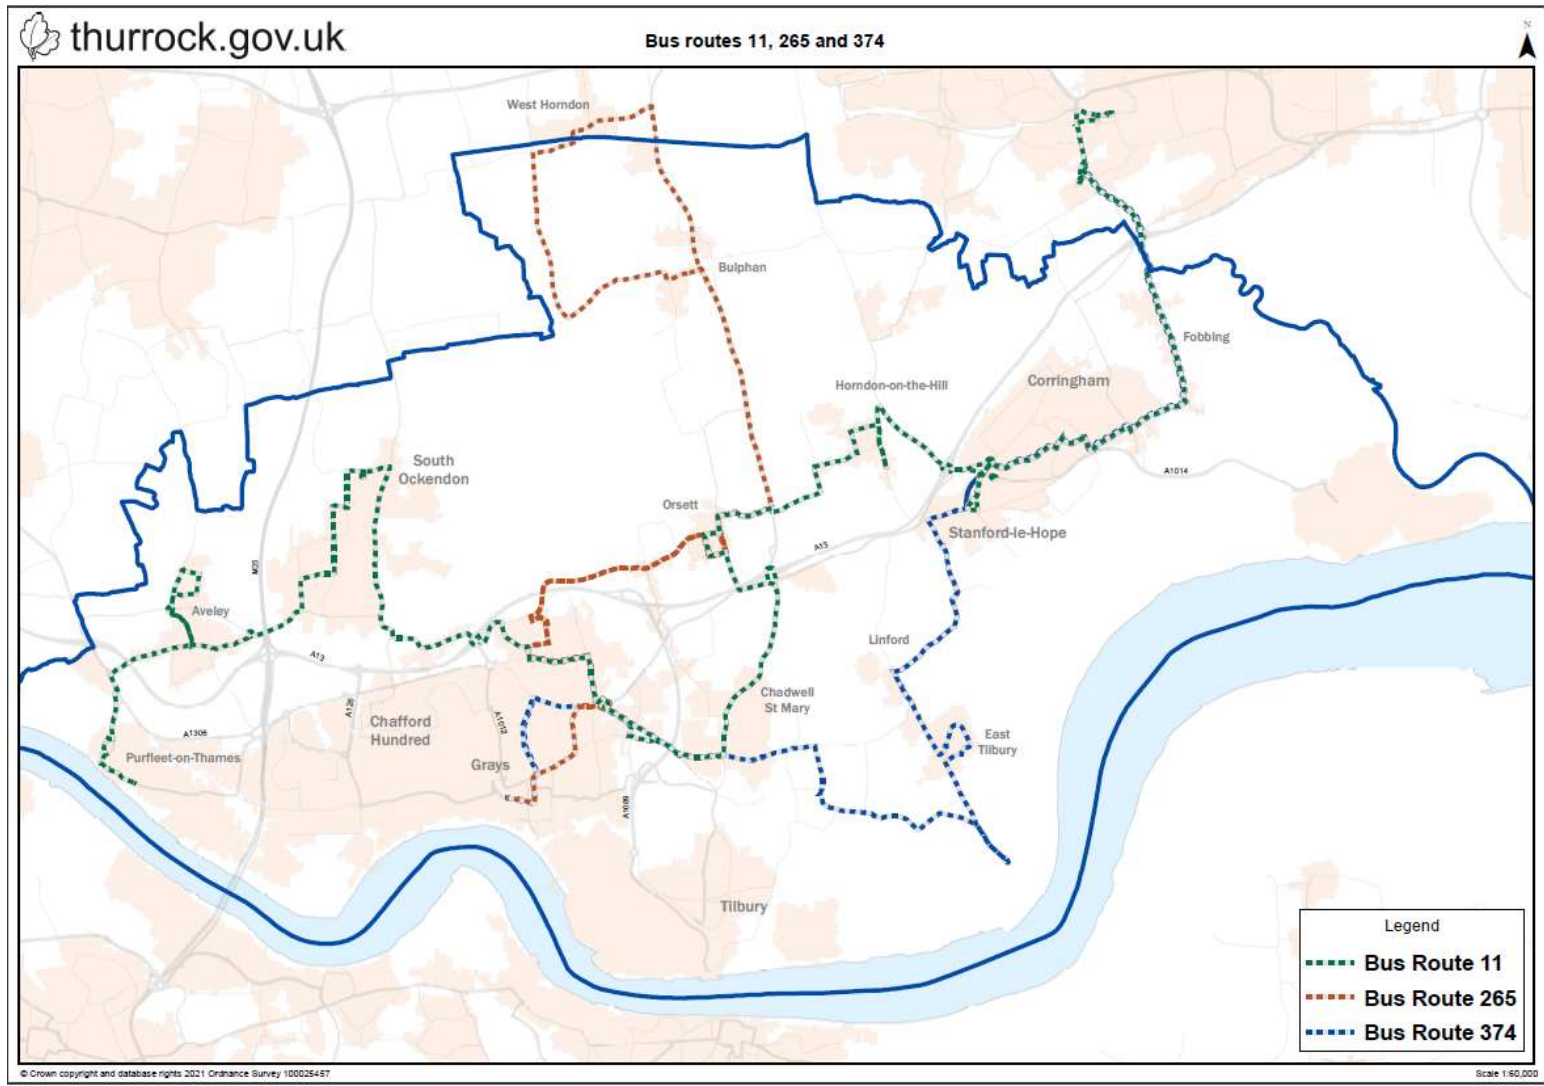 thurrock.gov.uk
Bus routes 11, 265 and 374
N
West Horndon
Bulphan
Fobbing
Horndon-on-the-Hill
Corringham
South
Ockendon
A1014
Orsett
Stanford-le-Hope
A13
M25
Aveley
Linford
A13
Chadwell
St Mary
A126
A1012
Chafford
Hundred
A1306
East
Tilbury
Purfleet-on-Thames
Grays
A1089
Tilbury
Legend
Bus Route 11
Bus Route 265
Bus Route 374
© Crown copyright and database rights 2021 Ordnance Survey 100025457
Scale 1:60,000